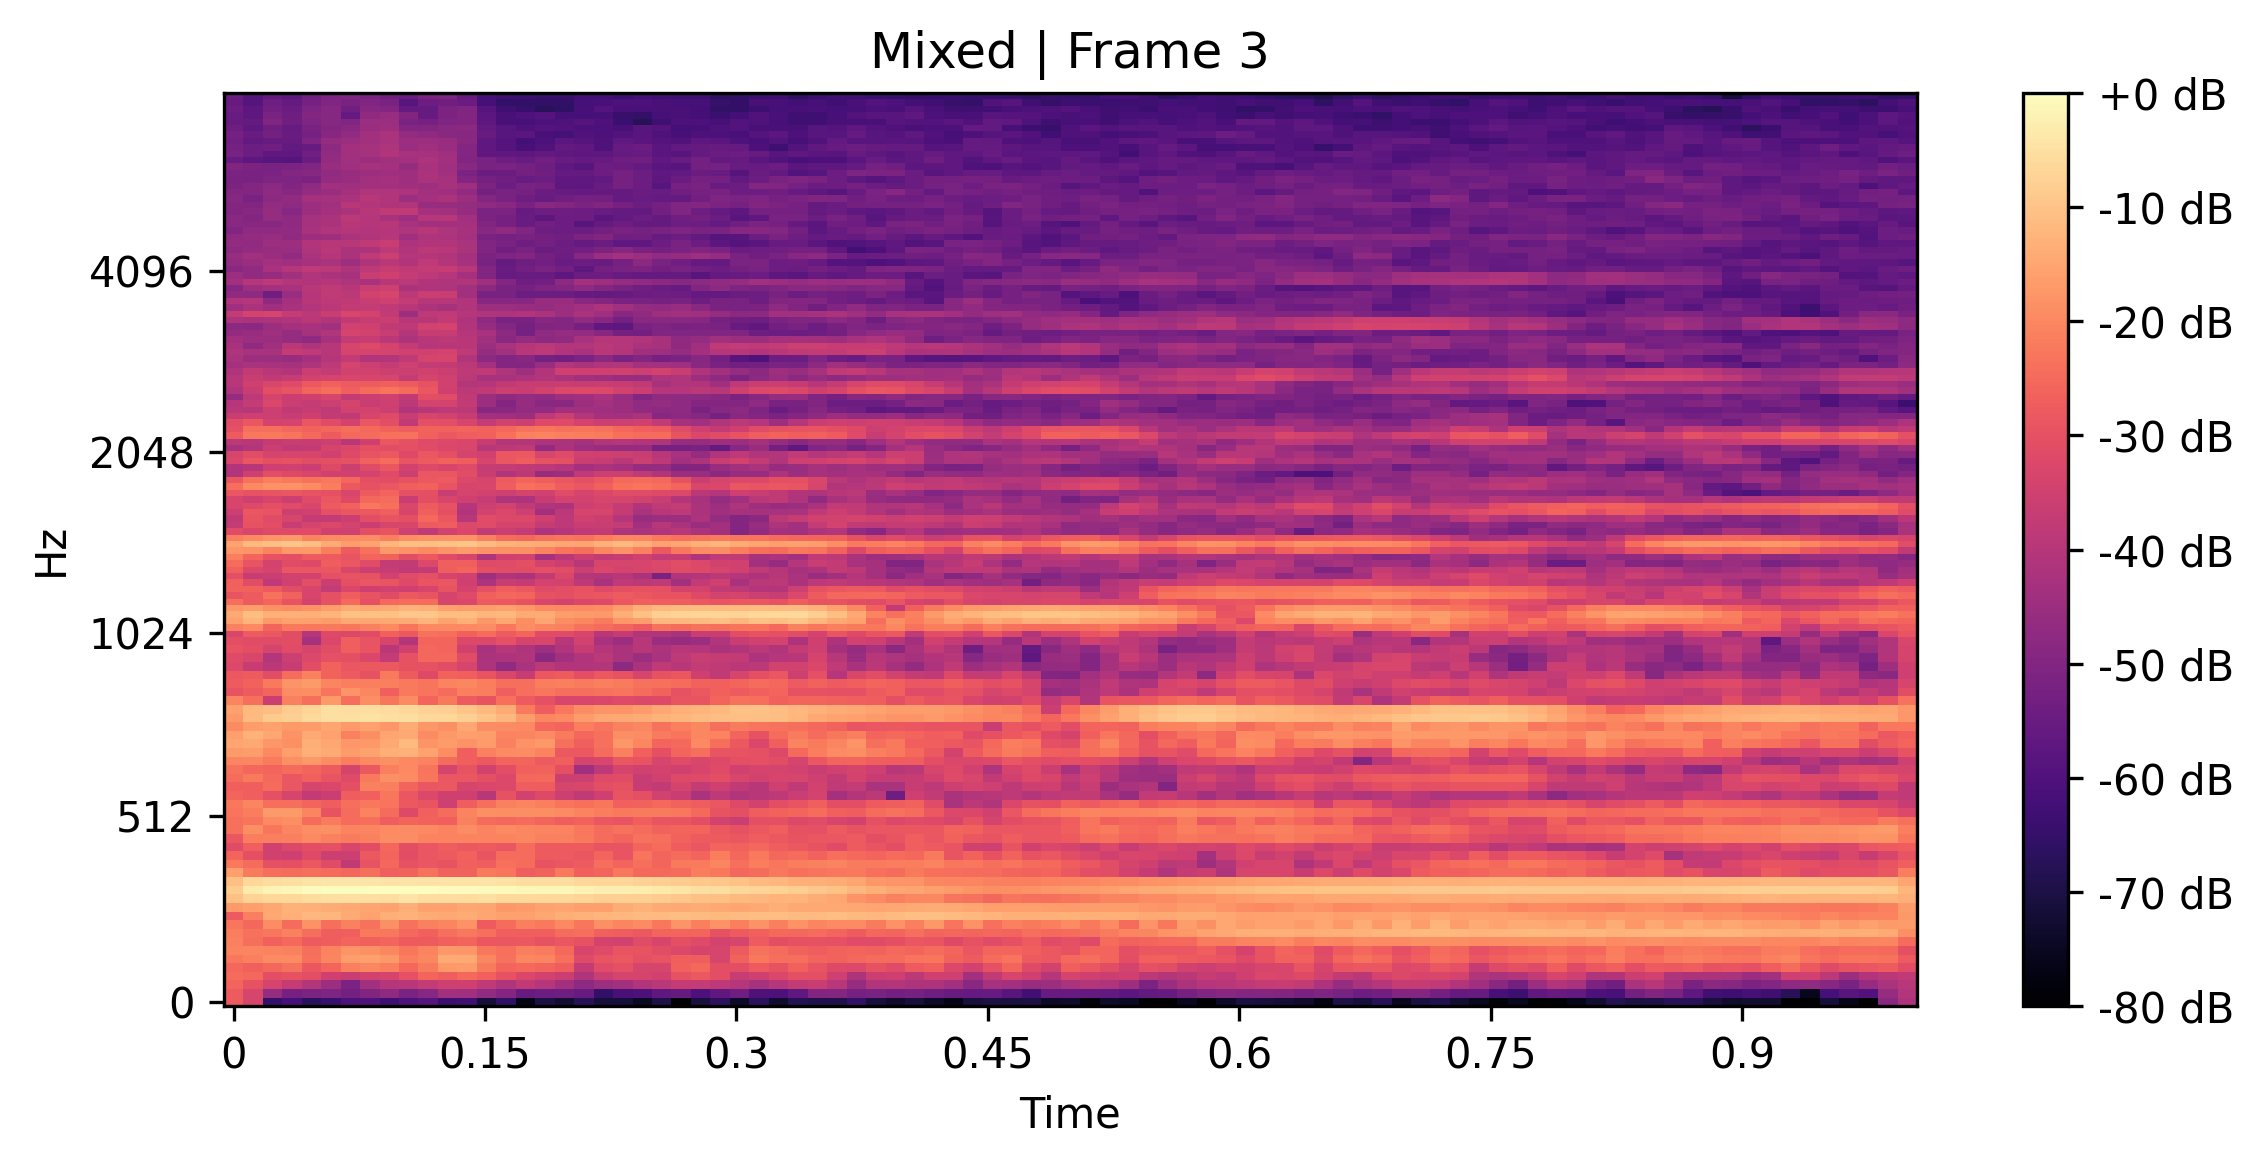 Mixed | Frame 3
+0 dB
-10 dB
-20 dB
-30 dB
-40 dB
-50 dB
-60 dB
-70 dB
-80 dB
Hz
4096
2048
1024
512
0
0 0.15 0.3 0.45 0.6 0.75 0.9
Time